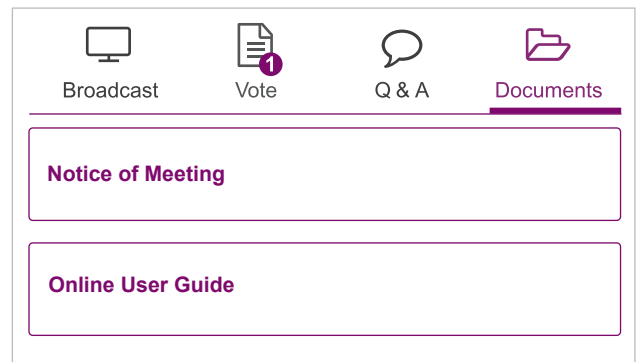 1
Broadcast Vote Q & A Documents
Notice of Meeting
Online User Guide